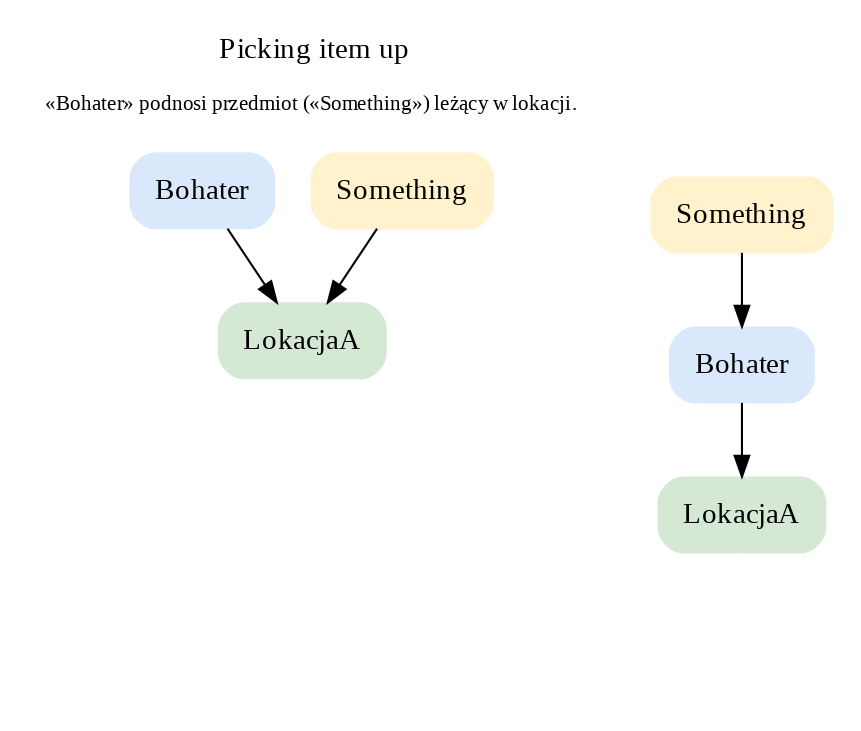 Picking item up
«Bohater» podnosi przedmiot («Something») leżący w lokacji.
Bohater
Something
LokacjaA
Something
Bohater
LokacjaA